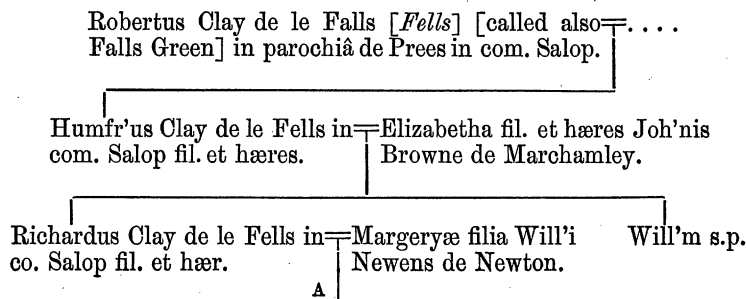 Robertus Clay de le Falls [Fells] [called also=....
Falls Green] in parochiâ de Prees in com. Salop.
Humfr'us Clay de le Fells in=Elizabetha fil. et hæres Joh'nis
com. Salop fil. et hæres. Browne de Marchamley.
Richardus Clay de le Fells in=Margeryæ filia Will'i Will'm s.p.
co. Salop fil. et hær. Newens de Newton.
A